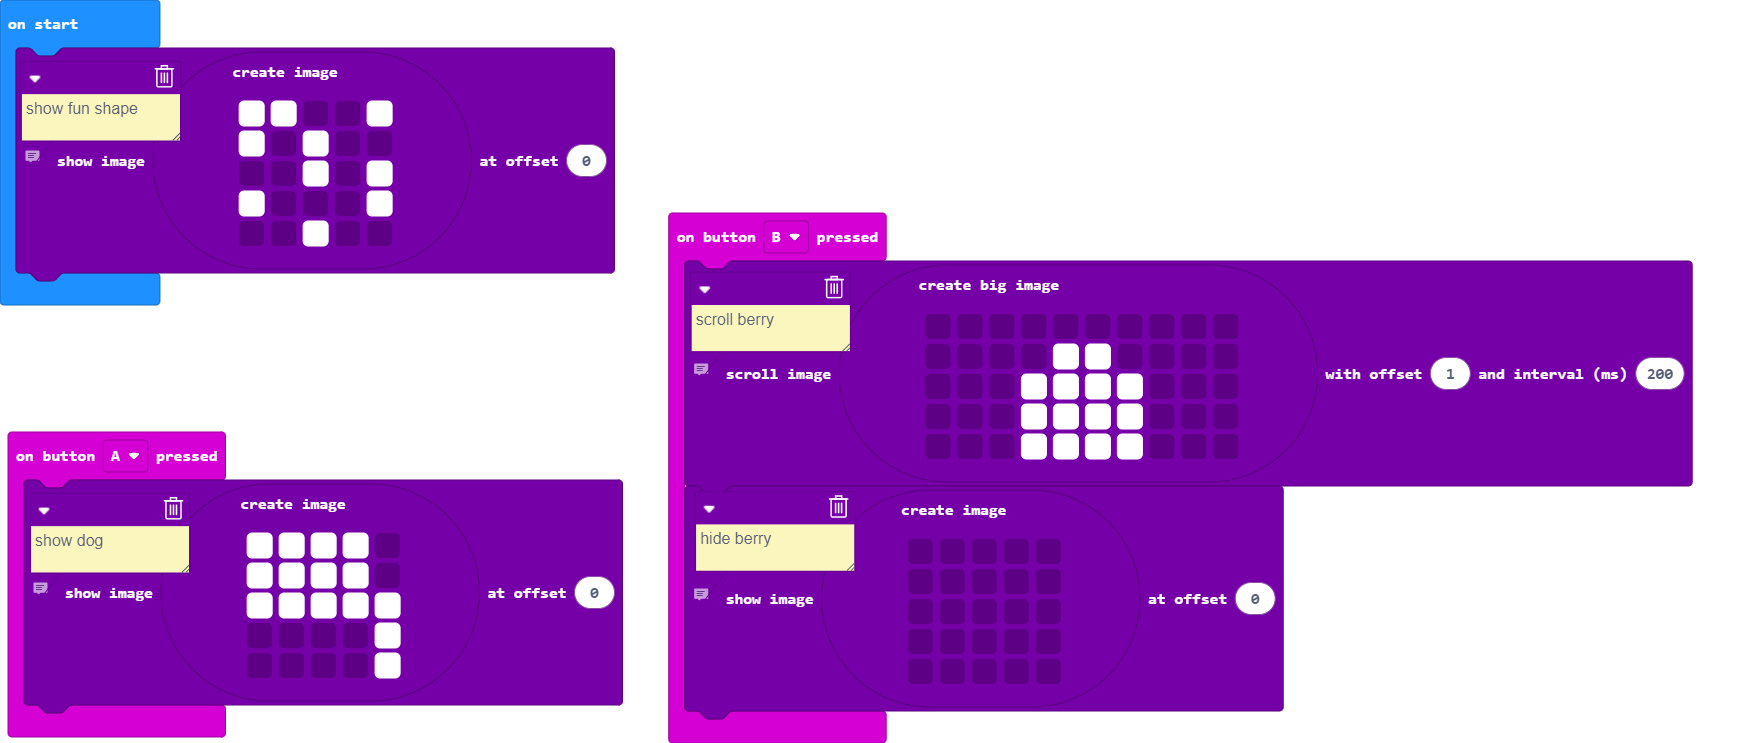 on start
create image
show fun shape
show image at offset 0
on button B pressed
create big image
scroll berry
scroll image with offset 1 and interval (ms) 200
create image
hide berry
show image at offset 0
on button A pressed
create image
show dog
show image at offset 0